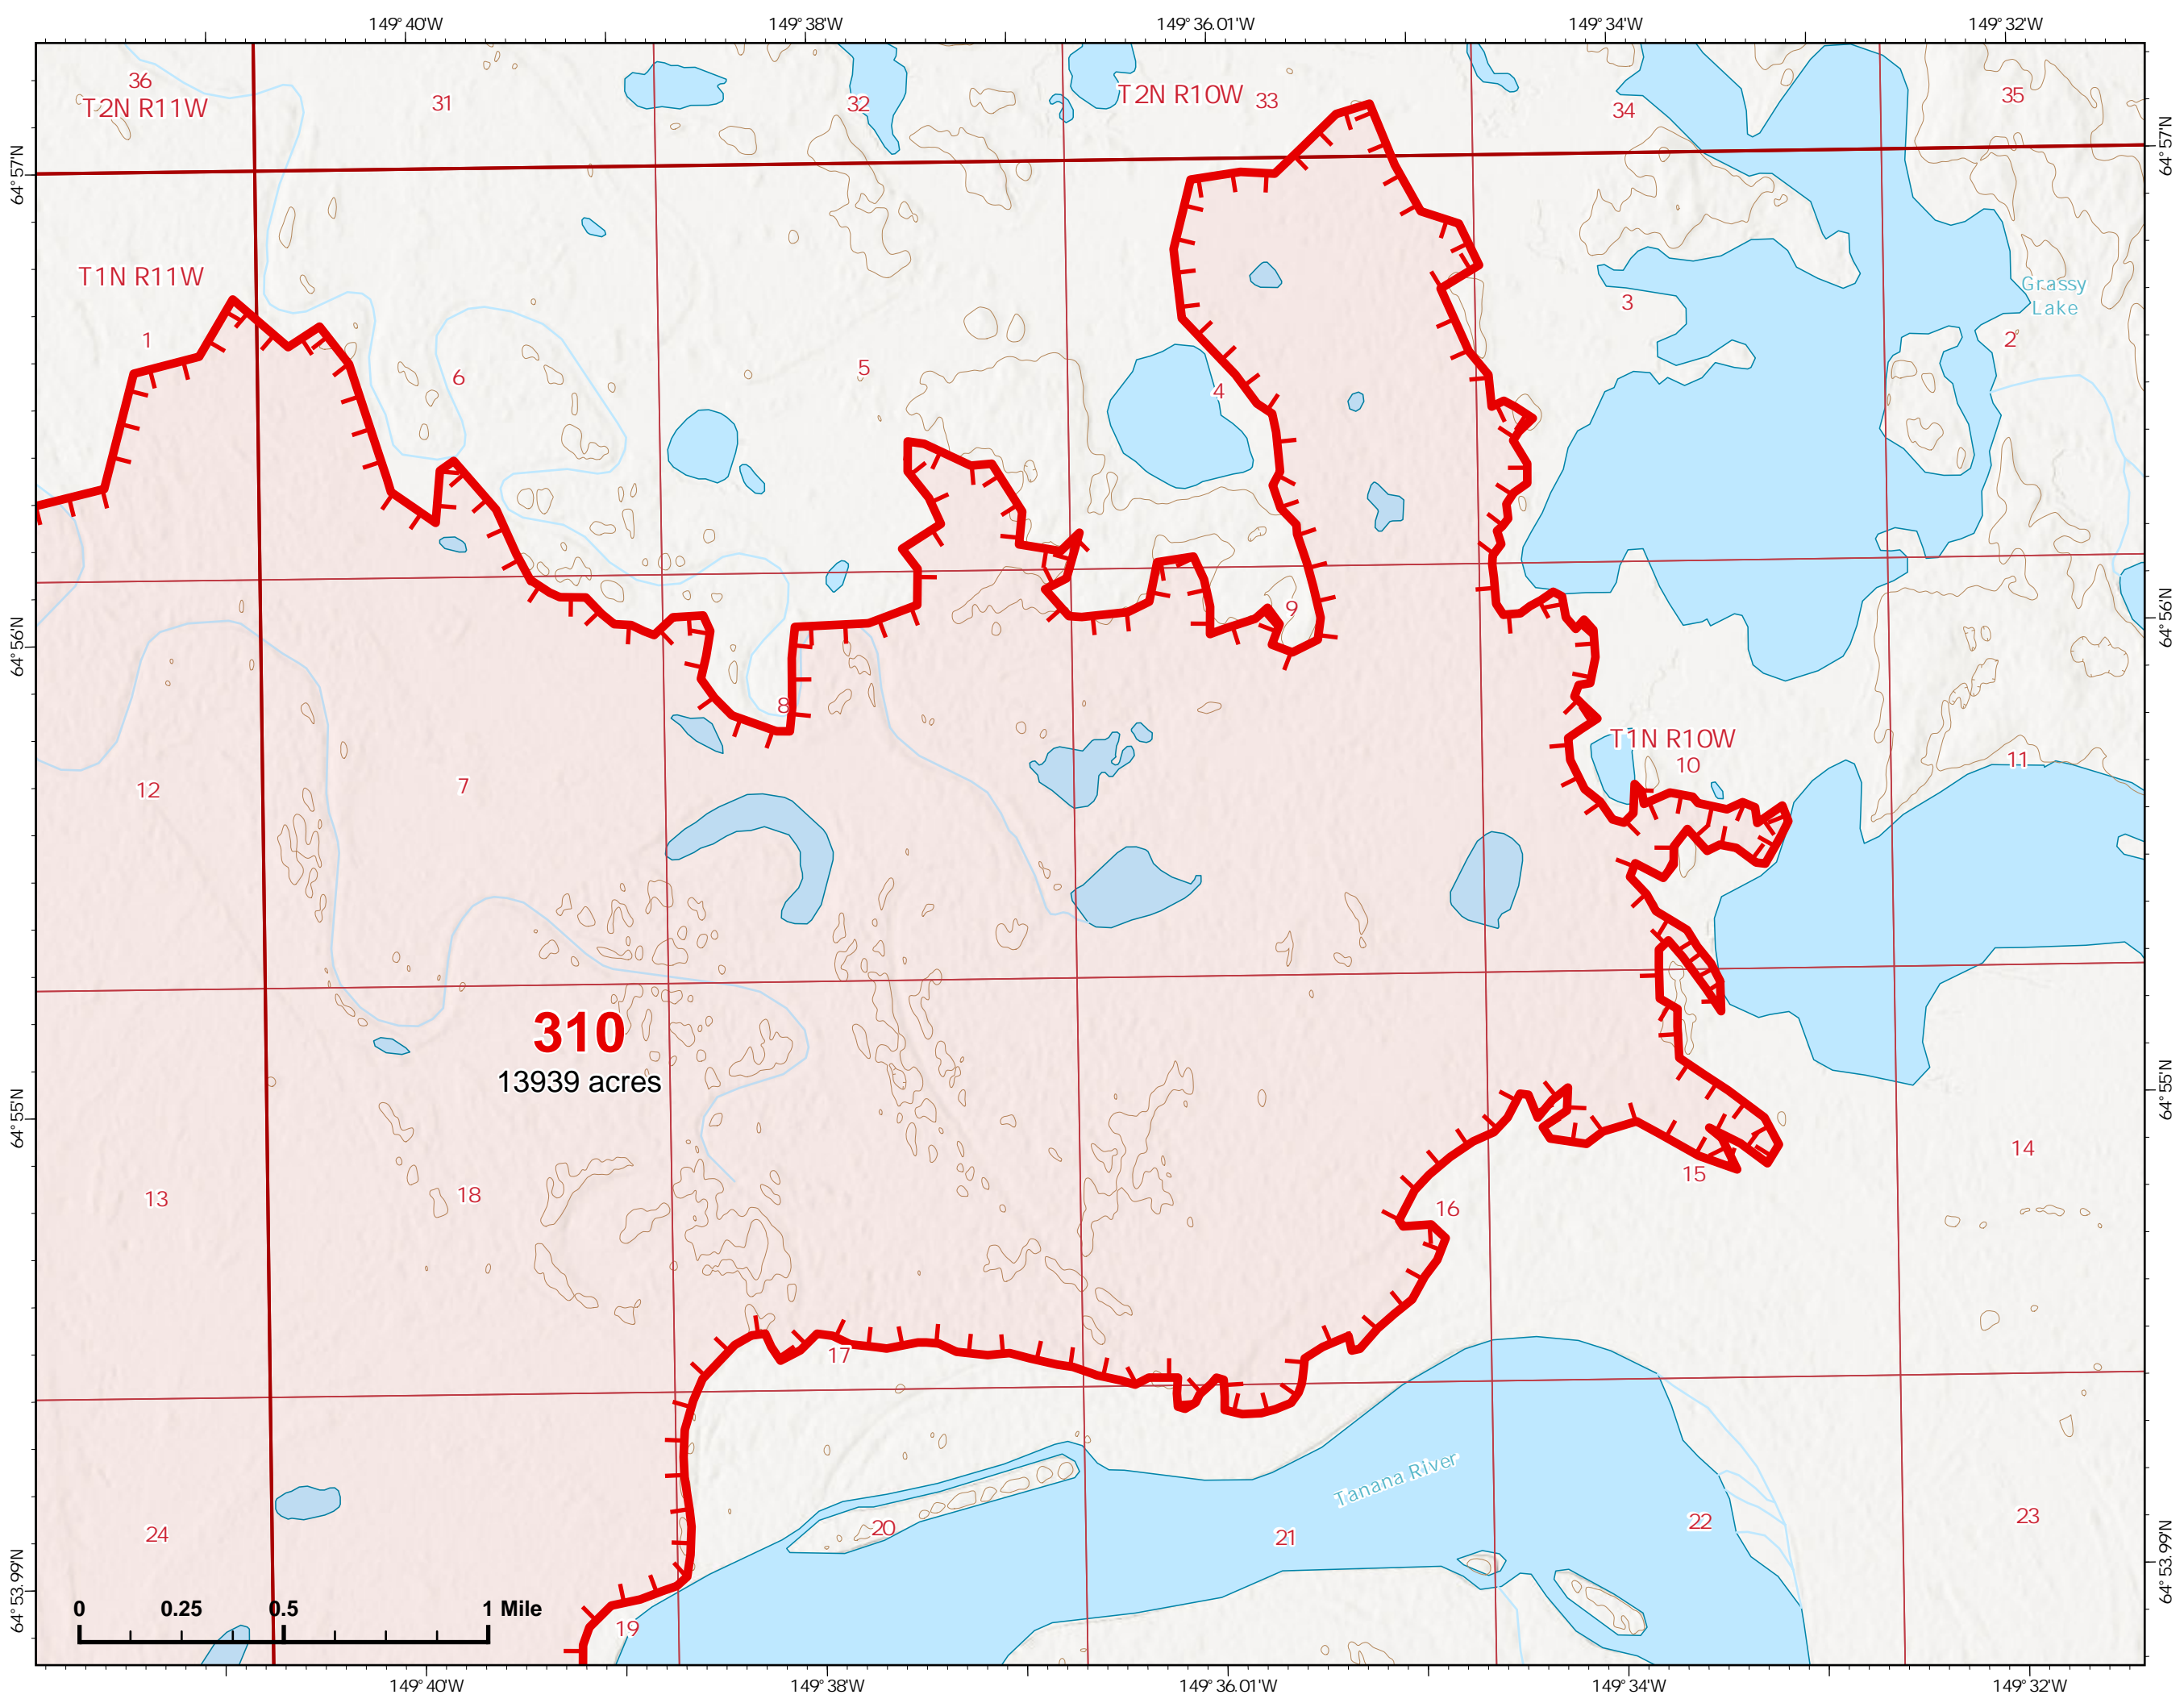 149°40'W
149°38'W
149°36.01'W
149°34'W
149°32'W
36
T2N R11W
31
32
T2N R10W
33
34
35
64°57'N
64°57'N
T1N R11W
1
6
5
4
3
2
Grassy
Lake
64°56'N
64°56'N
9
8
T1N R10W
10
11
12
7
310
13939 acres
64°55'N
64°55'N
13
18
17
16
15
14
Tanana River
24
20
21
22
23
19
64°53.99'N
64°53.99'N
0
0.25
0.5
1 Mile
149°40'W
149°38'W
149°36.01'W
149°34'W
149°32'W